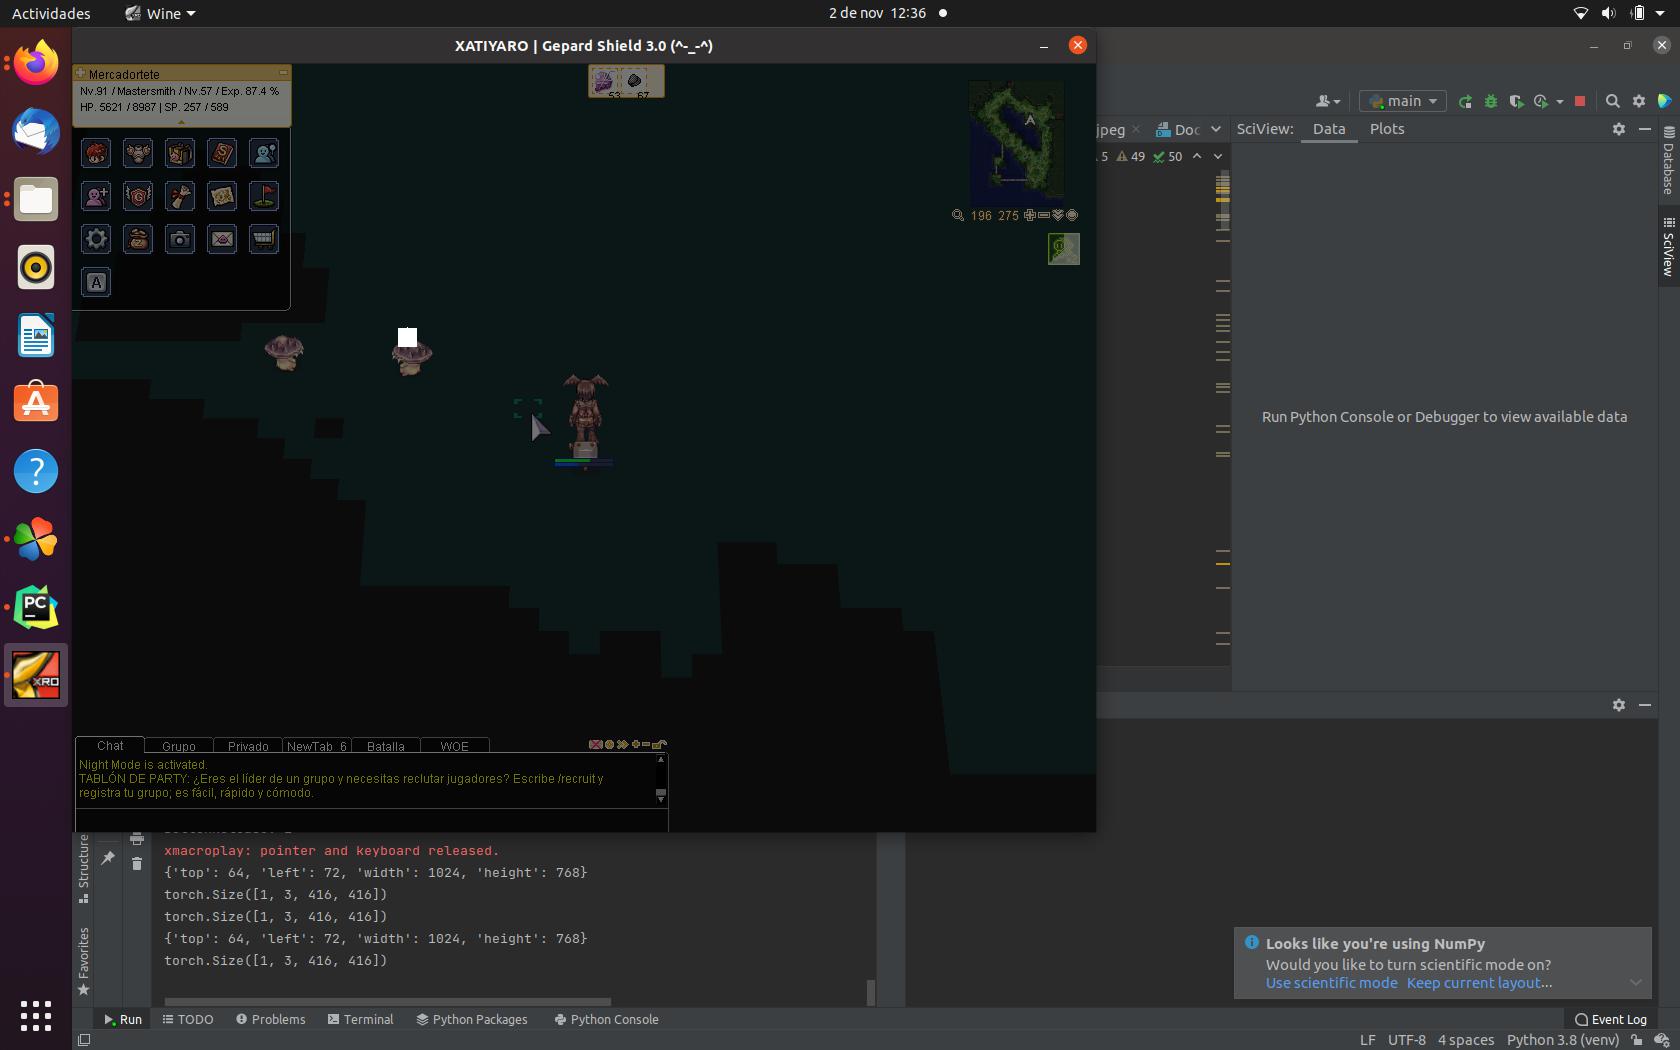 Actividades
Wine
2 de nov 12:36
XATIYARO | Gepard Shield 3.0 (^-_-^)
Mercadortete
Nv.91 / Mastersmith / Nv.57 / Exp. 87.4 %
HP. 5621 / 8987 | SP. 257 / 589
53 67
A
196 275
main
jpeg
Doc
SciView:
Data
Plots
5 49 50
Database
SciView
Run Python Console or Debugger to view available data
PC
XRO
Chat
Grupo
Privado
NewTab_6
Batalla
WOE
Night Mode is activated.
TABLÓN DE PARTY: ¿Eres el líder de un grupo y necesitas reclutar jugadores? Escribe /recruit y
registra tu grupo; es fácil, rápido y cómodo.
Structure
Favorites
xmacroplay: pointer and keyboard released.
{'top': 64, 'left': 72, 'width': 1024, 'height': 768}
torch.Size([1, 3, 416, 416])
torch.Size([1, 3, 416, 416])
{'top': 64, 'left': 72, 'width': 1024, 'height': 768}
torch.Size([1, 3, 416, 416])
Looks like you're using NumPy
Would you like to turn scientific mode on?
Use scientific mode Keep current layout...
Run
TODO
Problems
Terminal
Python Packages
Python Console
Event Log
LF UTF-8 4 spaces Python 3.8 (venv)